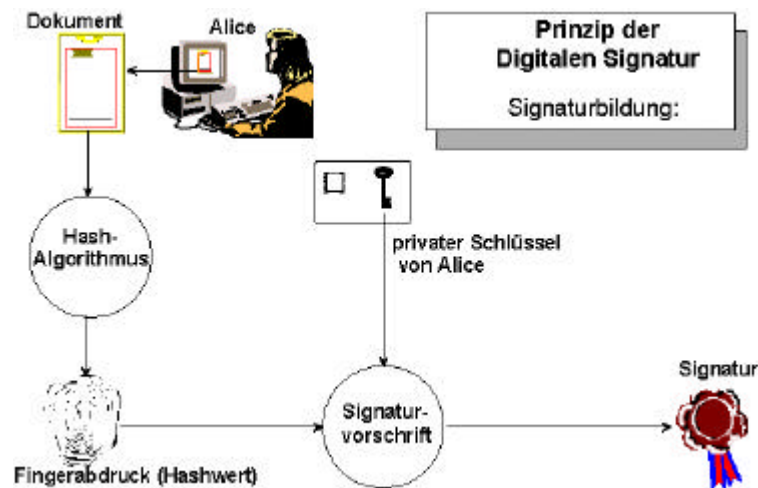 Dokument
Alice
Prinzip der
Digitalen Signatur
Signaturbildung:
Hash-
Algorithmus
privater Schlüssel
von Alice
Signatur-
vorschrift
Signatur
Fingerabdruck (Hashwert)